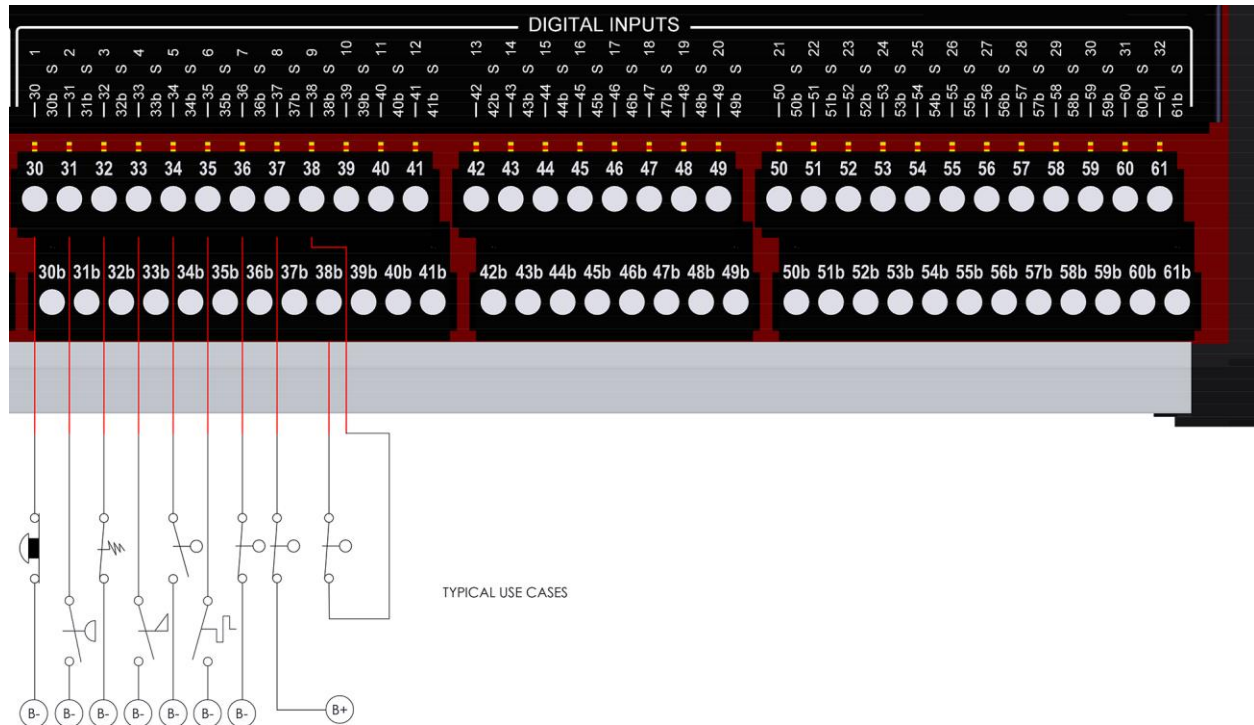 DIGITAL INPUTS
1 2 3 4 5 6 7 8 9 10 11 12 13 14 15 16 17 18 19 20 21 22 23 24 25 26 27 28 29 30 31 32
S S S S S S S S S S S S S S S S S S S S S S S S S S S S S S S S
30 30b 31 31b 32 32b 33 33b 34 34b 35 35b 36 36b 37 37b 38 38b 39 39b 40 40b 41 41b 42 42b 43 43b 44 44b 45 45b 46 46b 47 47b 48 48b 49 49b 50 50b 51 51b 52 52b 53 53b 54 54b 55 55b 56 56b 57 57b 58 58b 59 59b 60 60b 61 61b
30 31 32 33 34 35 36 37 38 39 40 41 42 43 44 45 46 47 48 49 50 51 52 53 54 55 56 57 58 59 60 61
30b 31b 32b 33b 34b 35b 36b 37b 38b 39b 40b 41b 42b 43b 44b 45b 46b 47b 48b 49b 50b 51b 52b 53b 54b 55b 56b 57b 58b 59b 60b 61b
TYPICAL USE CASES
B- B- B- B- B- B- B- B+